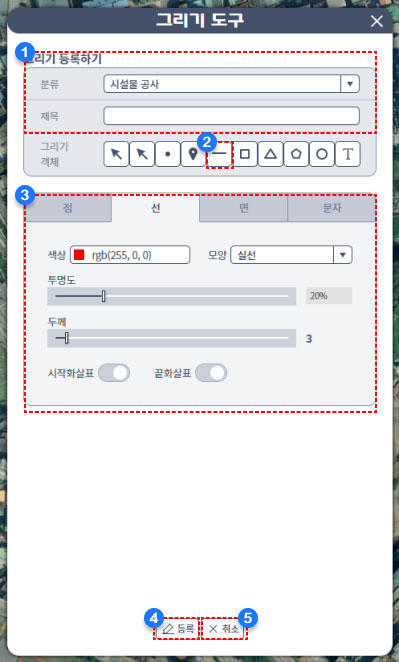 그리기 도구
1
그리기 등록하기
분류 시설물 공사
제목
2
그리기
객체
T
3
점 선 면 문자
색상 rgb(255, 0, 0) 모양 실선
투명도
20%
두께
3
시작화살표 끝화살표
4 5
등록 취소